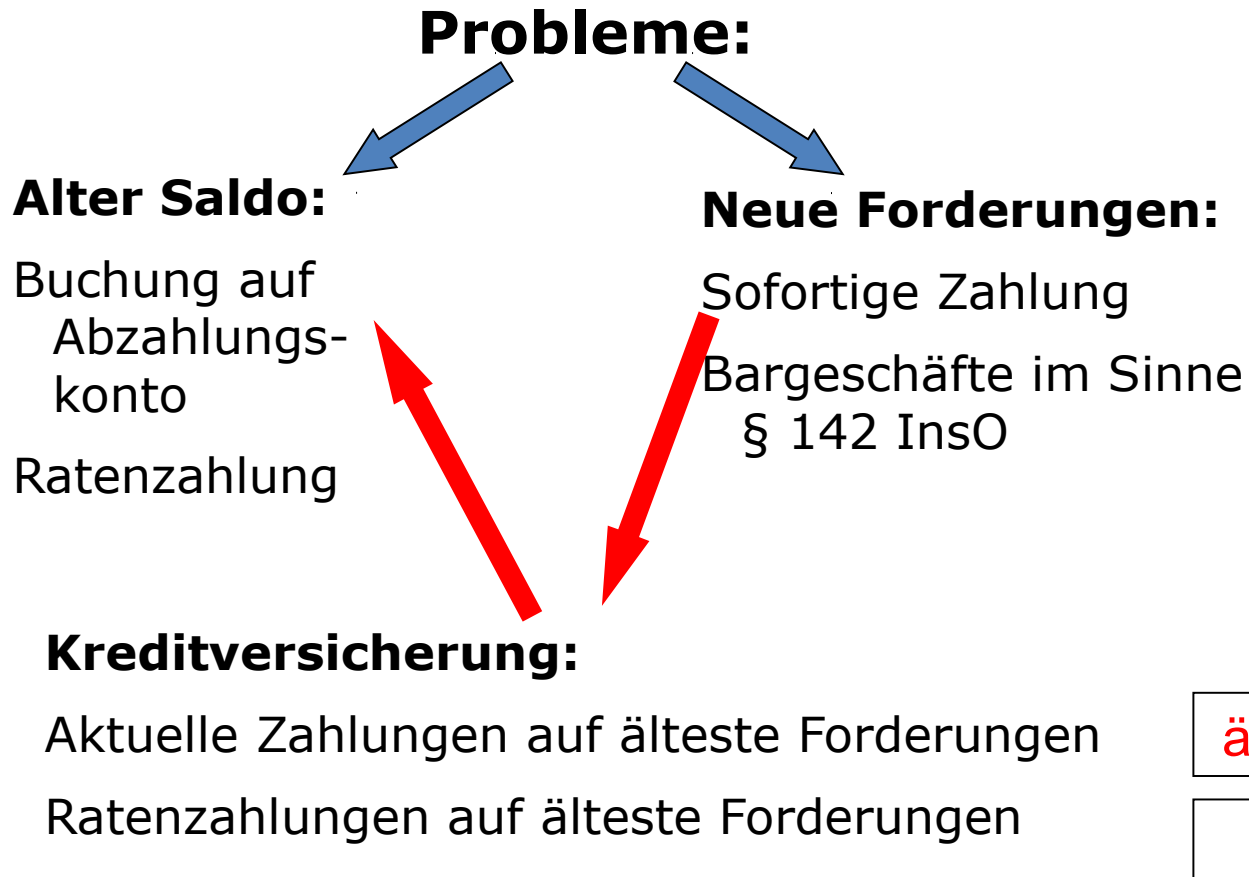 Probleme:
Alter Saldo:
Buchung auf
Abzahlungs-
konto
Ratenzahlung
Neue Forderungen:
Sofortige Zahlung
Bargeschäfte im Sinne
§ 142 InsO
Kreditversicherung:
Aktuelle Zahlungen auf älteste Forderungen
Ratenzahlungen auf älteste Forderungen